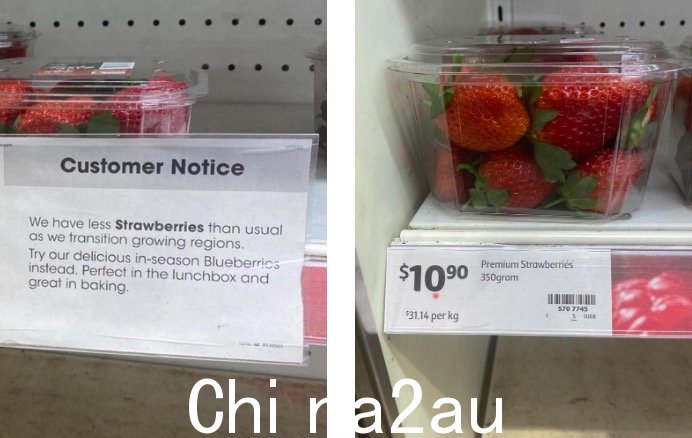 Customer Notice
We have less Strawberries than usual
as we transition growing regions.
Try our delicious in-season Blueberries
instead. Perfect in the lunchbox and
great in baking.
$10⁹⁰
Premium Strawberries
350gram
$31.14 per kg
570 7745
China2au